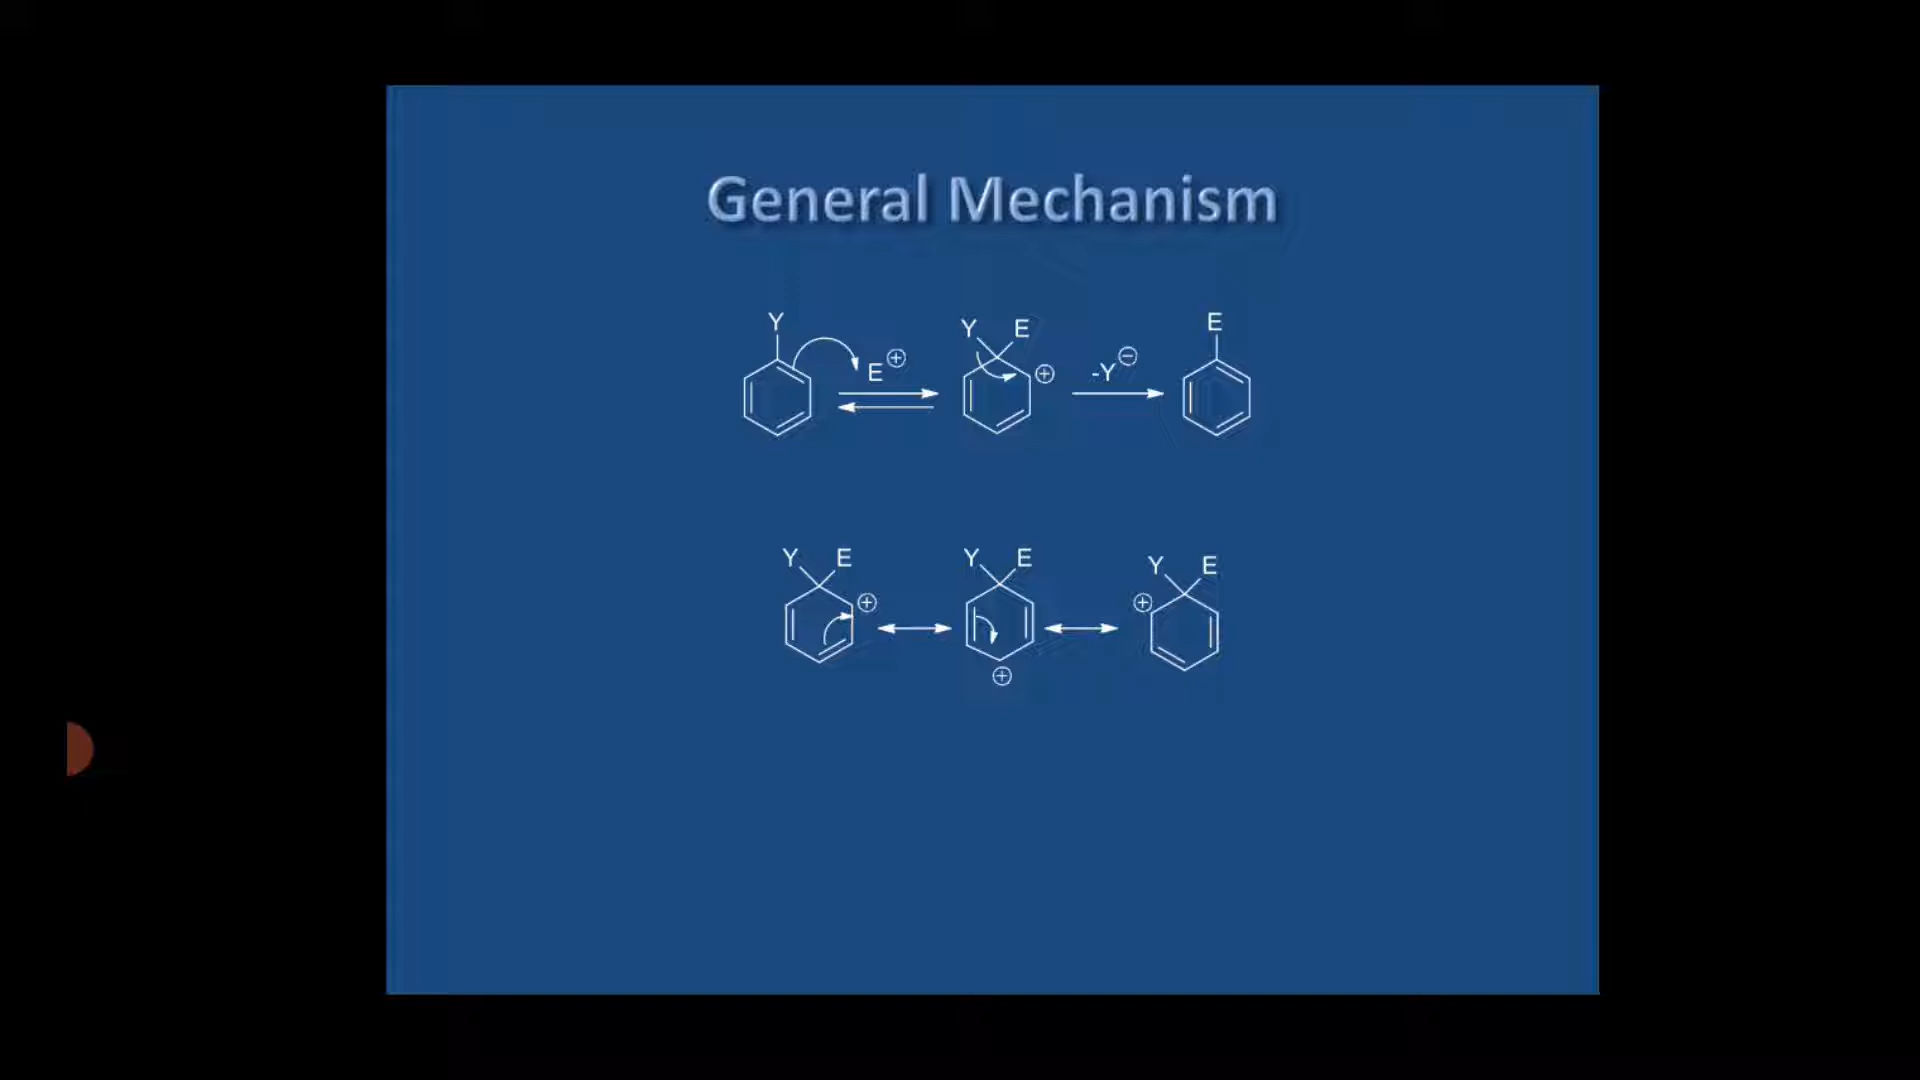 General Mechanism
Y
E⊕
Y E
⊕
-Y⊖
E
Y E
⊕
Y E
⊕
Y E
⊕